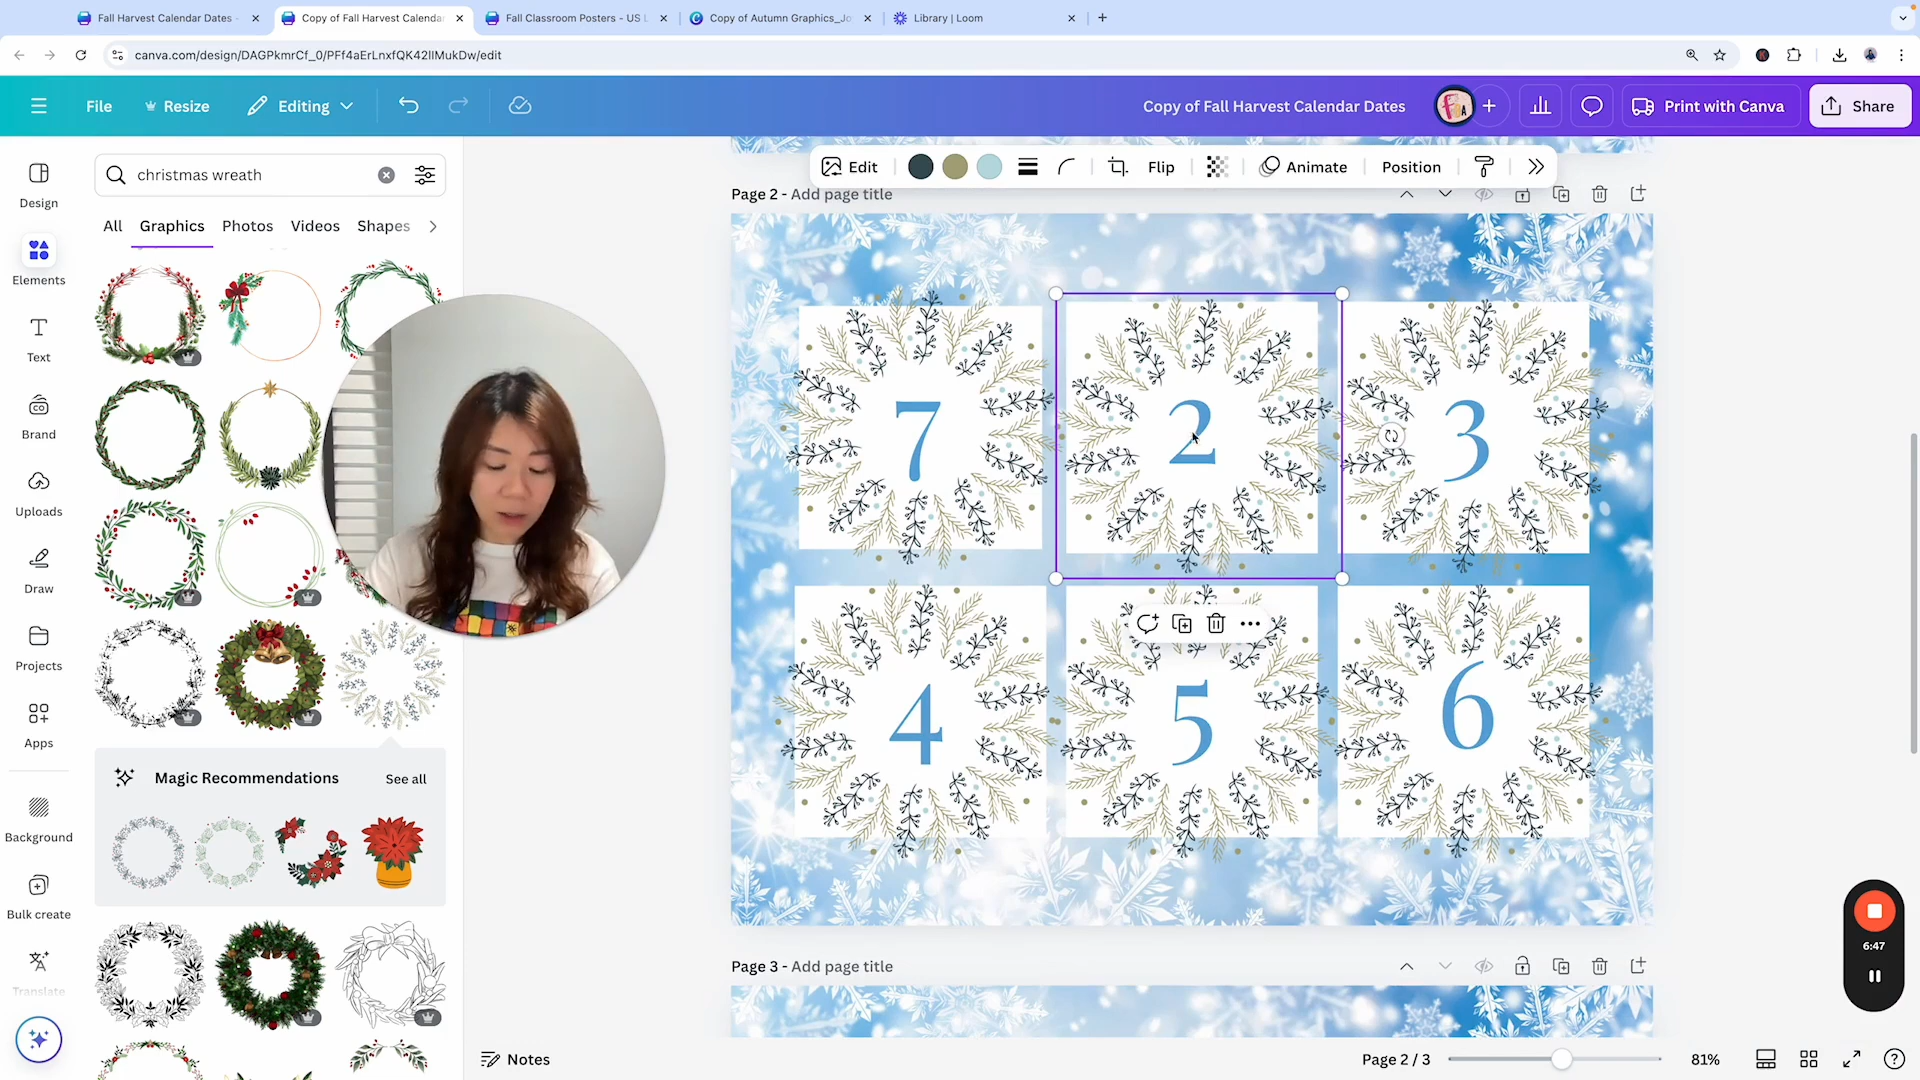 Fall Harvest Calendar Dates -
Copy of Fall Harvest Calendar
Fall Classroom Posters - US L
Copy of Autumn Graphics_Jo
Library | Loom
canva.com/design/DAGPkmrCf_0/PFf4aErLnxfQK42lIMukDw/edit
File
Resize
Editing
Copy of Fall Harvest Calendar Dates
Print with Canva
Share
christmas wreath
All
Graphics
Photos
Videos
Shapes
Design
Elements
Text
Brand
Uploads
Draw
Projects
Apps
Background
Bulk create
Translate
Magic Recommendations
See all
Edit
Flip
Animate
Position
Page 2 - Add page title
7
2
3
4
5
6
Page 3 - Add page title
6:47
Notes
Page 2 / 3
81%